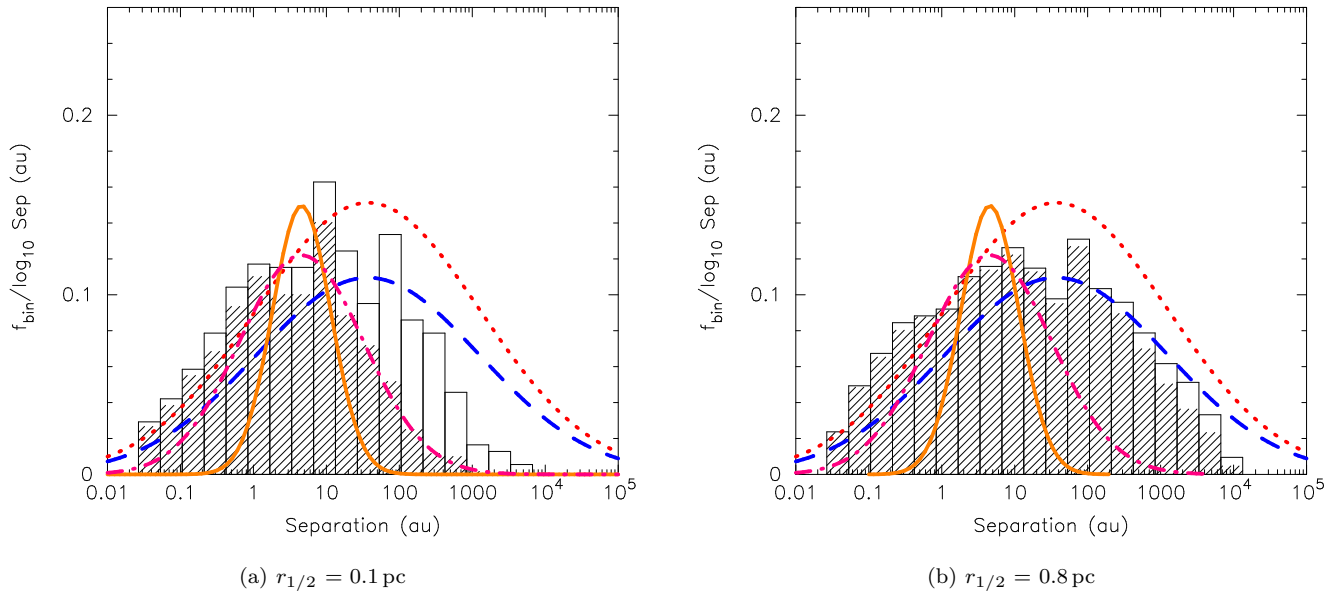 0.2
0.1
0
f_bin/log_10 Sep (au)
0.01 0.1 1 10 100 1000 10^4 10^5
Separation (au)
(a) r_1/2 = 0.1 pc
0.2
0.1
0
f_bin/log_10 Sep (au)
0.01 0.1 1 10 100 1000 10^4 10^5
Separation (au)
(b) r_1/2 = 0.8 pc